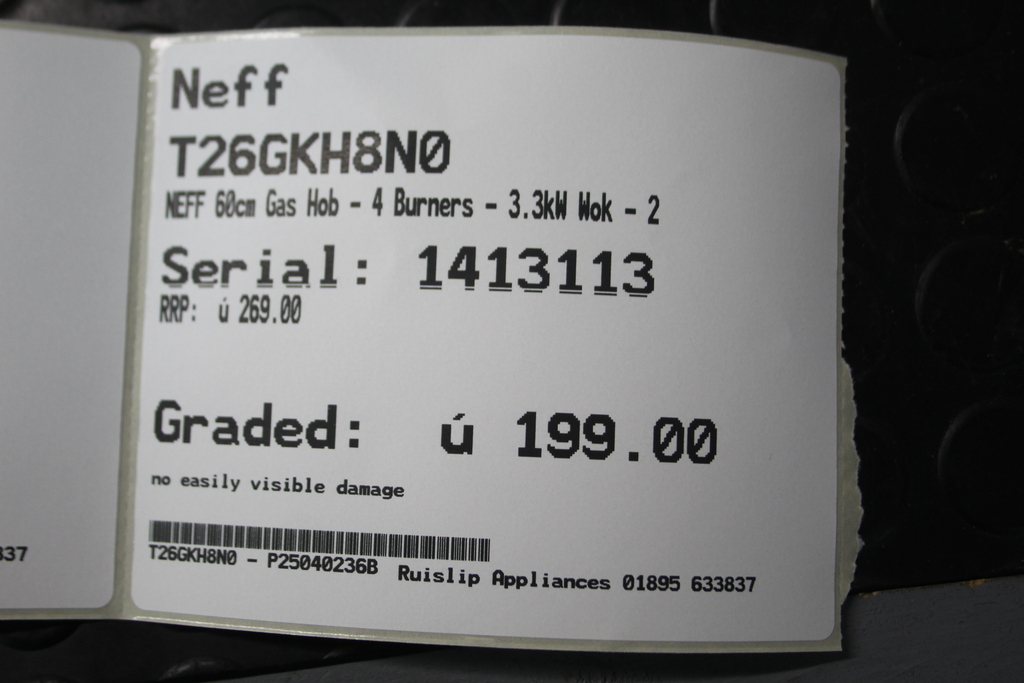 Neff
T26GKH8N0
NEFF 60cm Gas Hob - 4 Burners - 3.3kW Wok - 2
Serial: 1413113
RRP: ú 269.00
Graded: ú 199.00
no easily visible damage
T26GKH8N0 - P25040236B Ruislip Appliances 01895 633837
37